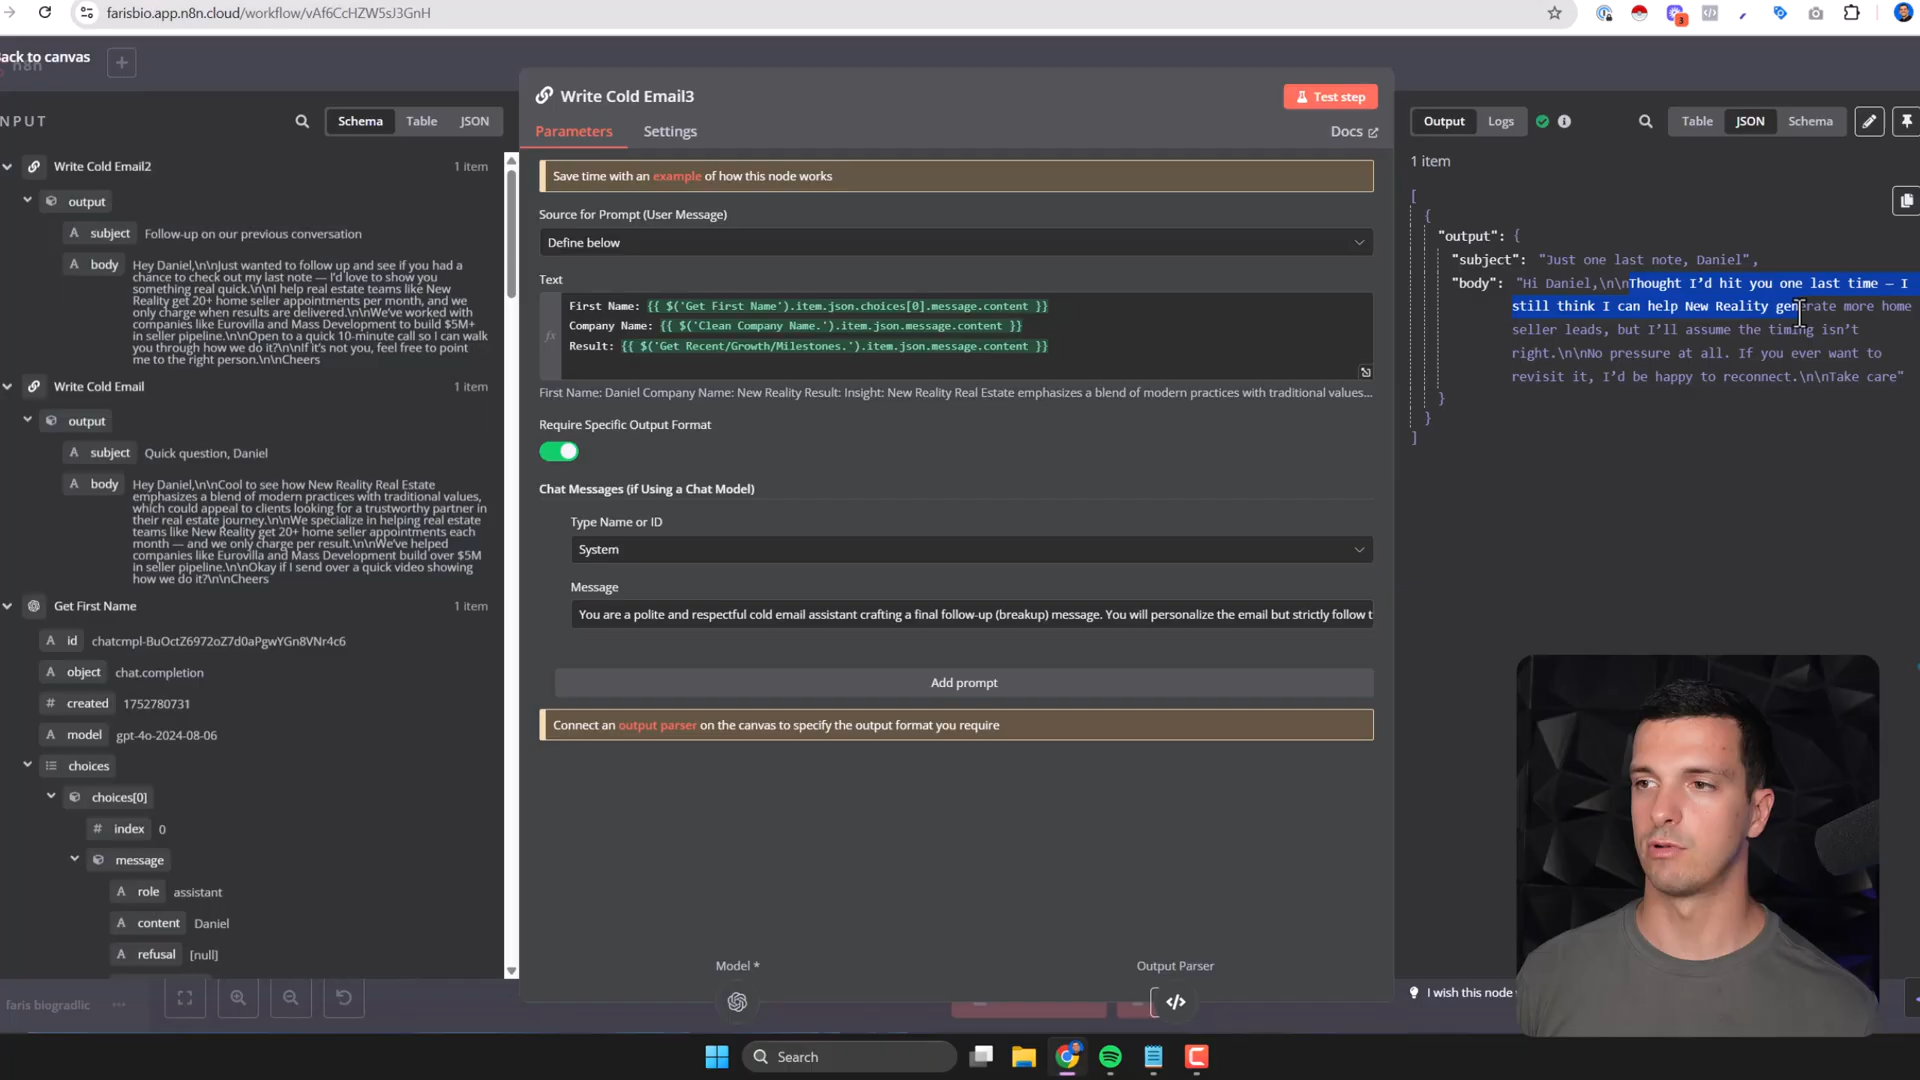 farisbio.app.n8n.cloud/workflow/vAf6CcHZW5sJ3GnH
3
ack to canvas
n8n
NPUT
Schema
Table
JSON
Write Cold Email2
1 item
output
A subject Follow-up on our previous conversation
A body Hey Daniel,\n\nJust wanted to follow up and see if you had a
chance to check out my last note — I'd love to show you
something real quick.\n\nI help real estate teams like New
Reality get 20+ home seller appointments per month, and we
only charge when results are delivered.\n\nWe've worked with
companies like Eurovilla and Mass Development to build $5M+
in seller pipeline.\n\nOpen to a quick 10-minute call so I can walk
you through how we do it?\n\nIf it's not you, feel free to point
me to the right person.\n\nCheers
Write Cold Email
1 item
output
A subject Quick question, Daniel
A body Hey Daniel,\n\nCool to see how New Reality Real Estate
emphasizes a blend of modern practices with traditional values,
which could appeal to clients looking for a trustworthy partner in
their real estate journey.\n\nWe specialize in helping real estate
teams like New Reality get 20+ home seller appointments each
month — and we only charge per result.\n\nWe've helped
companies like Eurovilla and Mass Development build over $5M
in seller pipeline.\n\nOkay if I send over a quick video showing
how we do it?\n\nCheers
Get First Name
1 item
A id chatcmpl-BuOctZ6972oZ7d0aPgwYGn8VNr4c6
A object chat.completion
# created 1752780731
A model gpt-4o-2024-08-06
choices
choices[0]
# index 0
message
A role assistant
A content Daniel
A refusal [null]
faris biogradlic
Write Cold Email3
Test step
Parameters
Settings
Docs
Save time with an example of how this node works
Source for Prompt (User Message)
Define below
Text
fx
First Name: {{ $('Get First Name').item.json.choices[0].message.content }}
Company Name: {{ $('Clean Company Name.').item.json.message.content }}
Result: {{ $('Get Recent/Growth/Milestones.').item.json.message.content }}
First Name: Daniel Company Name: New Reality Result: Insight: New Reality Real Estate emphasizes a blend of modern practices with traditional values...
Require Specific Output Format
Chat Messages (if Using a Chat Model)
Type Name or ID
System
Message
You are a polite and respectful cold email assistant crafting a final follow-up (breakup) message. You will personalize the email but strictly follow t
Add prompt
Connect an output parser on the canvas to specify the output format you require
Model *
Output Parser
Output
Logs
Table
JSON
Schema
1 item
[
{
"output": {
"subject": "Just one last note, Daniel",
"body": "Hi Daniel,\n\nThought I'd hit you one last time — I
still think I can help New Reality generate more home
seller leads, but I'll assume the timing isn't
right.\n\nNo pressure at all. If you ever want to
revisit it, I'd be happy to reconnect.\n\nTake care"
}
}
]
I wish this node
Search